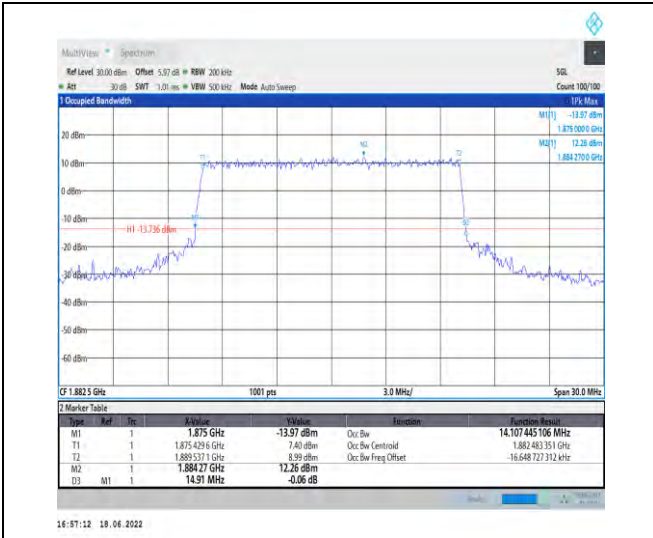 MultiView Spectrum
Ref Level 30.00 dBm Offset 5.97 dB RBW 200 kHz SGL
Att 30 dB SWT 1.01 ms VBW 500 kHz Mode Auto Sweep Count 100/100
1 Occupied Bandwidth 1Pk Max
M1[1] -13.97 dBm
1.875 000 0 GHz
M2[1] 12.26 dBm
1.884 270 0 GHz
20 dBm
M2
T1 T2
10 dBm
0 dBm
-10 dBm
H1 -13.736 dBm
-30 dBm
-40 dBm
-50 dBm
-60 dBm
CF 1.882 5 GHz 1001 pts 3.0 MHz/ Span 30.0 MHz
2 Marker Table
Type Ref Trc X-Value Y-Value Function Function Result
M1 1 1.875 GHz -13.97 dBm Occ Bw 14.107 445 106 MHz
T1 1 1.875 429 6 GHz 7.40 dBm Occ Bw Centroid 1.882 483 351 GHz
T2 1 1.889 537 1 GHz 8.99 dBm Occ Bw Freq Offset -16.648 727 312 kHz
M2 1 1.88427 GHz 12.26 dBm
D3 M1 1 14.91 MHz -0.06 dB
16:57:12 18.06.2022